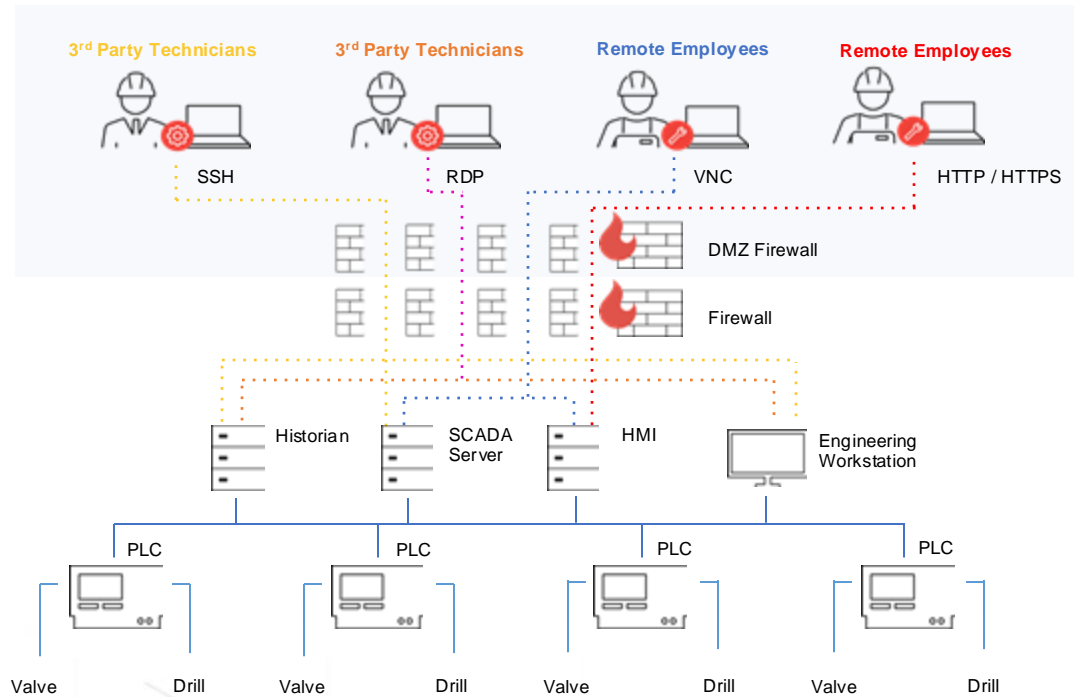 3rd Party Technicians
3rd Party Technicians
Remote Employees
Remote Employees
SSH
RDP
VNC
HTTP / HTTPS
DMZ Firewall
Firewall
Historian
SCADA
Server
HMI
Engineering
Workstation
PLC
PLC
PLC
PLC
Valve
Drill
Valve
Drill
Valve
Drill
Valve
Drill